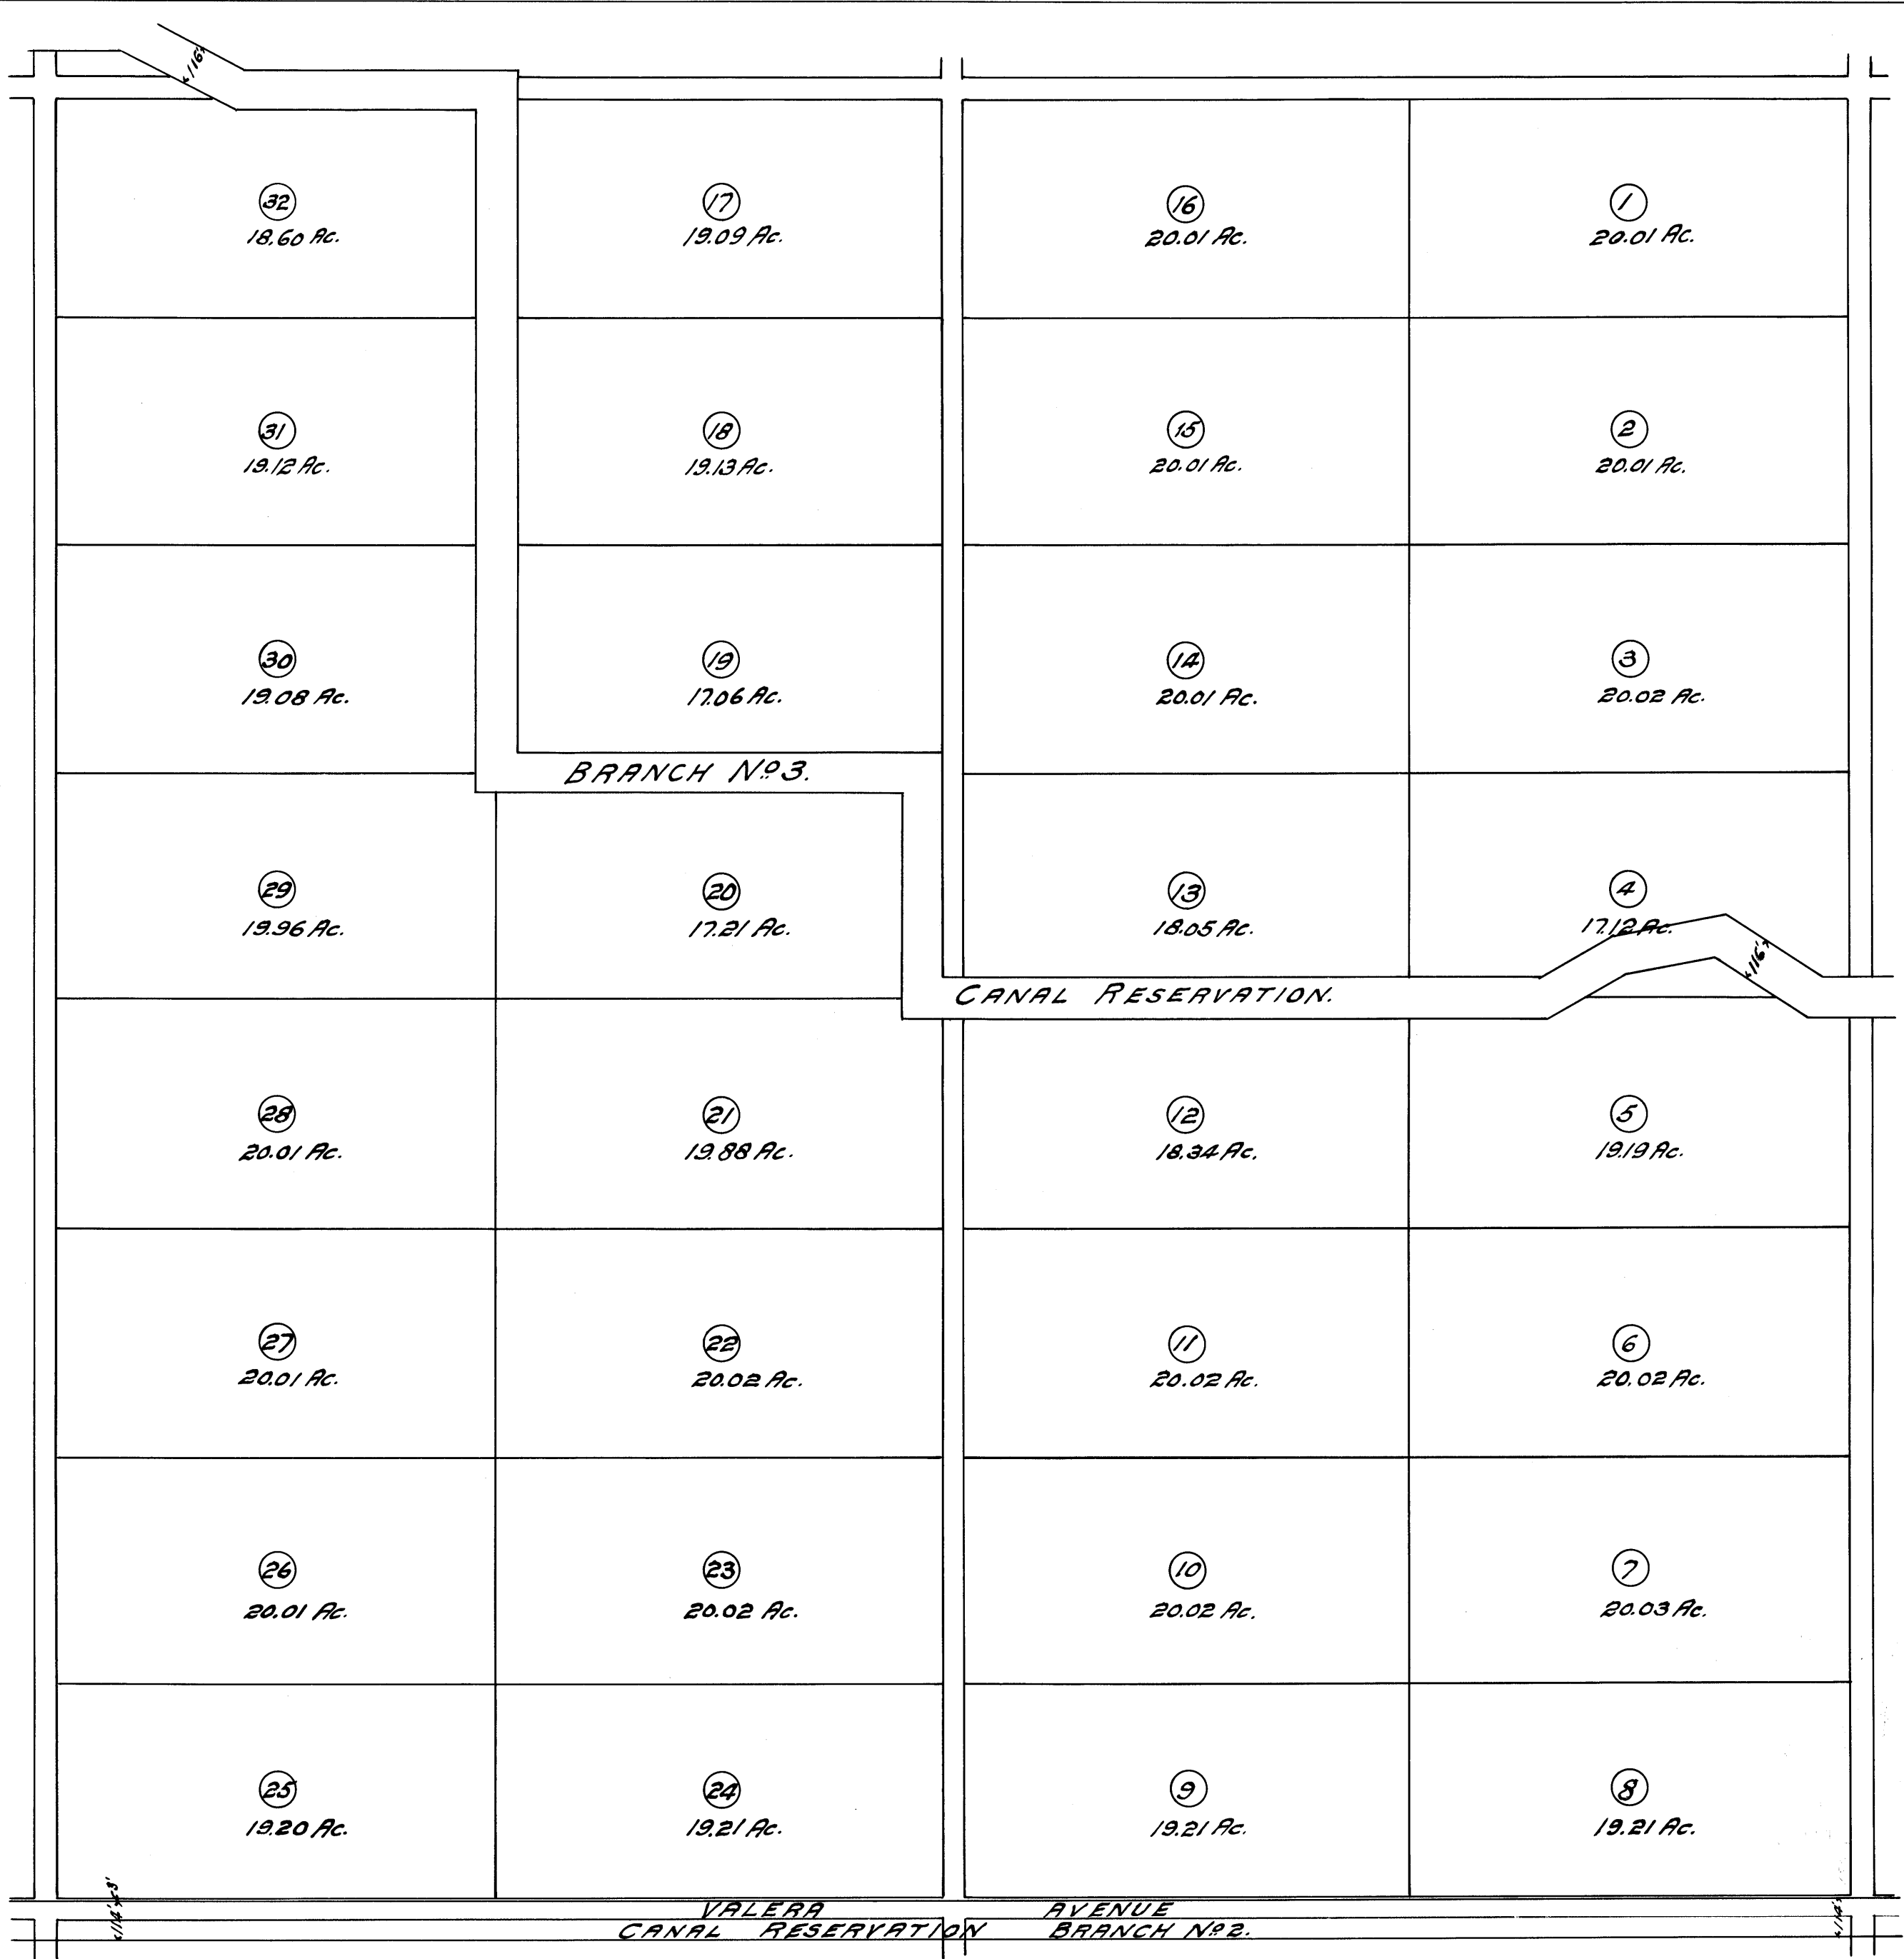 116'
32
18.60 Ac.
17
19.09 Ac.
16
20.01 Ac.
1
20.01 Ac.
31
19.12 Ac.
18
19.13 Ac.
15
20.01 Ac.
2
20.01 Ac.
30
19.08 Ac.
19
17.06 Ac.
14
20.01 Ac.
3
20.02 Ac.
BRANCH Nº 3.
29
19.96 Ac.
20
17.21 Ac.
13
18.05 Ac.
4
17.12 Ac.
116'
CANAL RESERVATION.
28
20.01 Ac.
21
19.88 Ac.
12
18.34 Ac.
5
19.19 Ac.
27
20.01 Ac.
22
20.02 Ac.
11
20.02 Ac.
6
20.02 Ac.
26
20.01 Ac.
23
20.02 Ac.
10
20.02 Ac.
7
20.03 Ac.
25
19.20 Ac.
24
19.21 Ac.
9
19.21 Ac.
8
19.21 Ac.
114'
VALERA AVENUE
114'
CANAL RESERVATION BRANCH Nº 2.